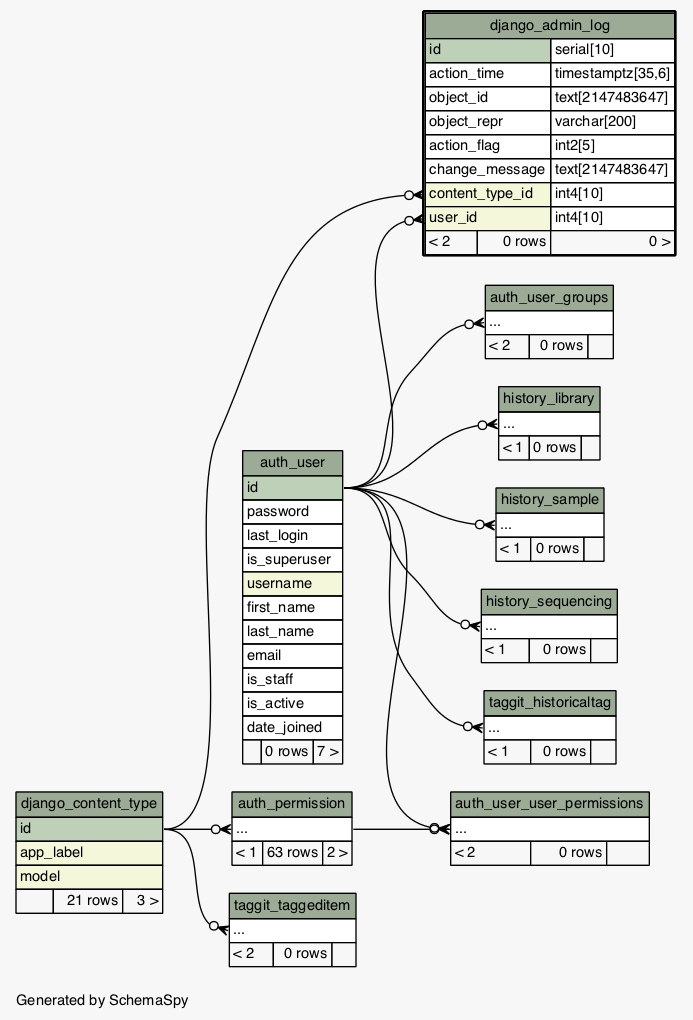 django_admin_log
id serial[10]
action_time timestamptz[35,6]
object_id text[2147483647]
object_repr varchar[200]
action_flag int2[5]
change_message text[2147483647]
content_type_id int4[10]
user_id int4[10]
< 2 0 rows 0 >
auth_user_groups
...
< 2 0 rows
history_library
...
< 1 0 rows
auth_user
id
password
last_login
is_superuser
username
first_name
last_name
email
is_staff
is_active
date_joined
0 rows 7 >
history_sample
...
< 1 0 rows
history_sequencing
...
< 1 0 rows
taggit_historicaltag
...
< 1 0 rows
django_content_type
id
app_label
model
21 rows 3 >
auth_permission
...
< 1 63 rows 2 >
auth_user_user_permissions
...
< 2 0 rows
taggit_taggeditem
...
< 2 0 rows
Generated by SchemaSpy